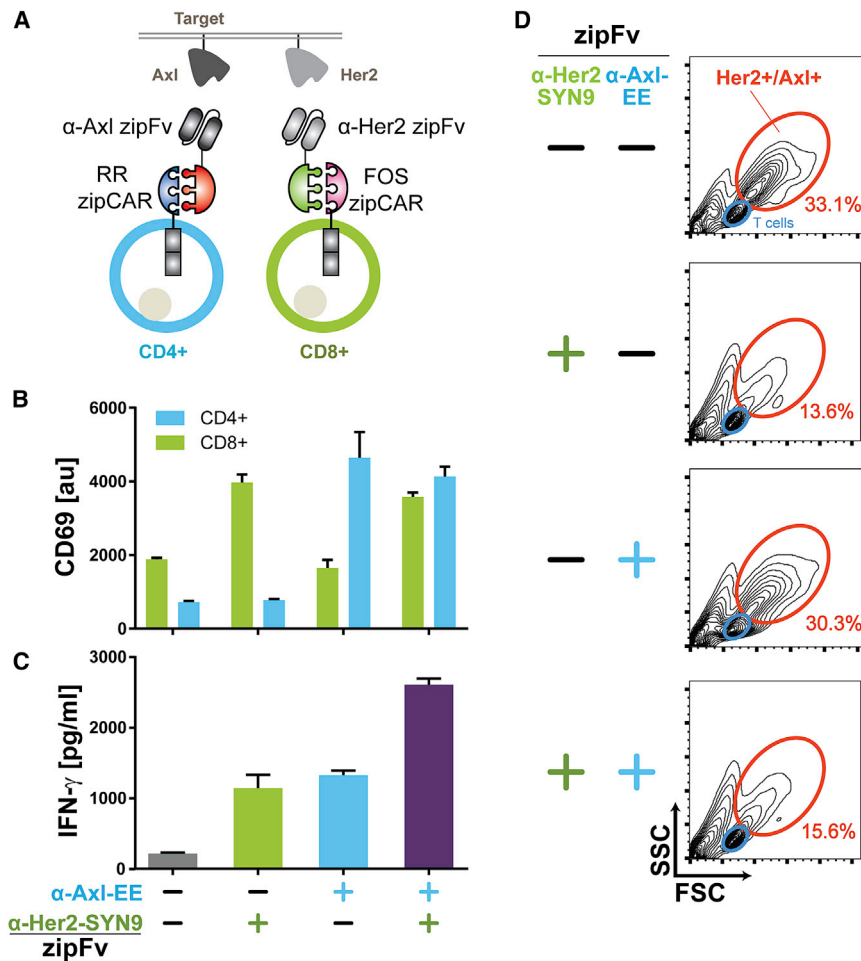 A
Target
Axl
Her2
α-Axl zipFv
α-Her2 zipFv
RR
zipCAR
FOS
zipCAR
CD4+
CD8+
B
CD69 [au]
6000
4000
2000
0
CD4+
CD8+
C
IFN-γ [pg/ml]
3000
2000
1000
0
α-Axl-EE − − + +
α-Her2-SYN9 − + − +
zipFv
D
zipFv
α-Her2 α-Axl-
SYN9 EE
− −
Her2+/Axl+
33.1%
T cells
+ −
13.6%
− +
30.3%
+ +
15.6%
SSC
FSC